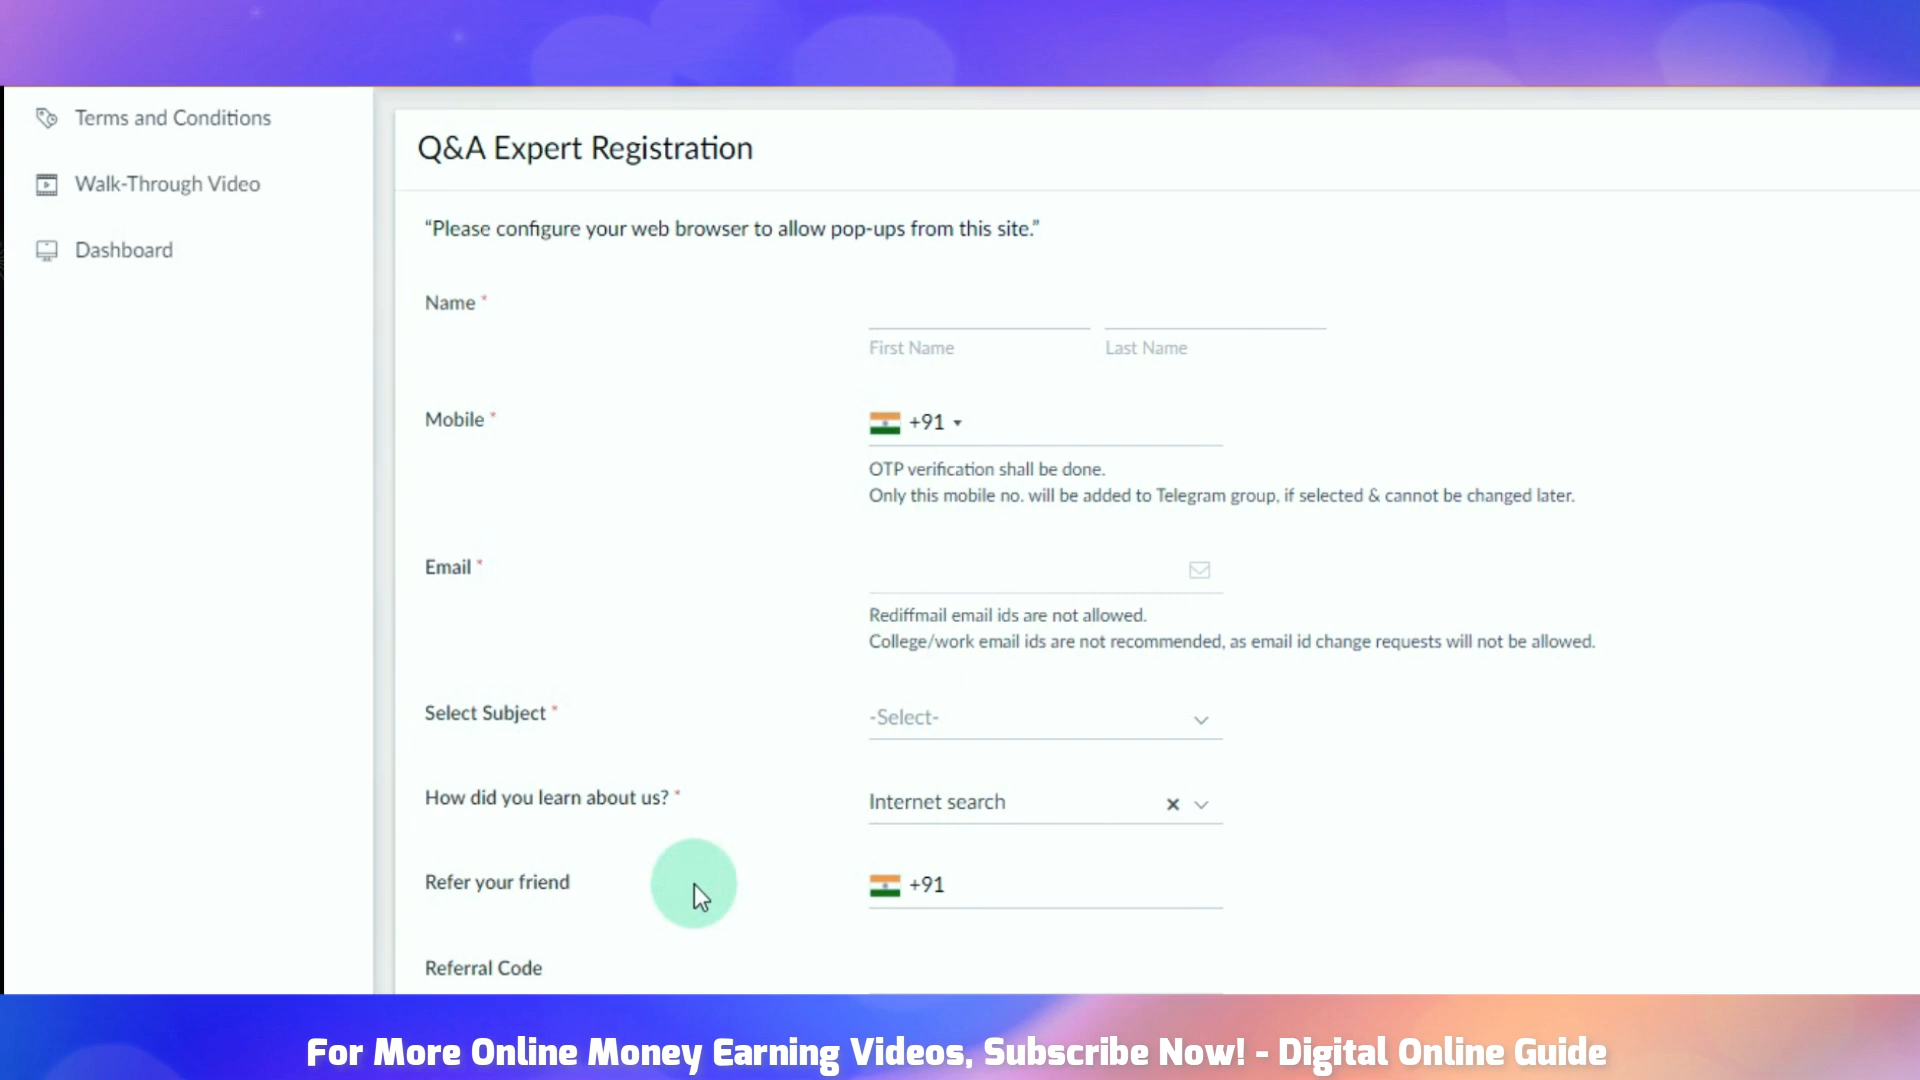 Terms and Conditions
Walk-Through Video
Dashboard
Q&A Expert Registration
“Please configure your web browser to allow pop-ups from this site.”
Name *
First Name Last Name
Mobile *
+91
OTP verification shall be done.
Only this mobile no. will be added to Telegram group, if selected & cannot be changed later.
Email *
Rediffmail email ids are not allowed.
College/work email ids are not recommended, as email id change requests will not be allowed.
Select Subject *
-Select-
How did you learn about us? *
Internet search
Refer your friend
+91
Referral Code
For More Online Money Earning Videos, Subscribe Now! - Digital Online Guide